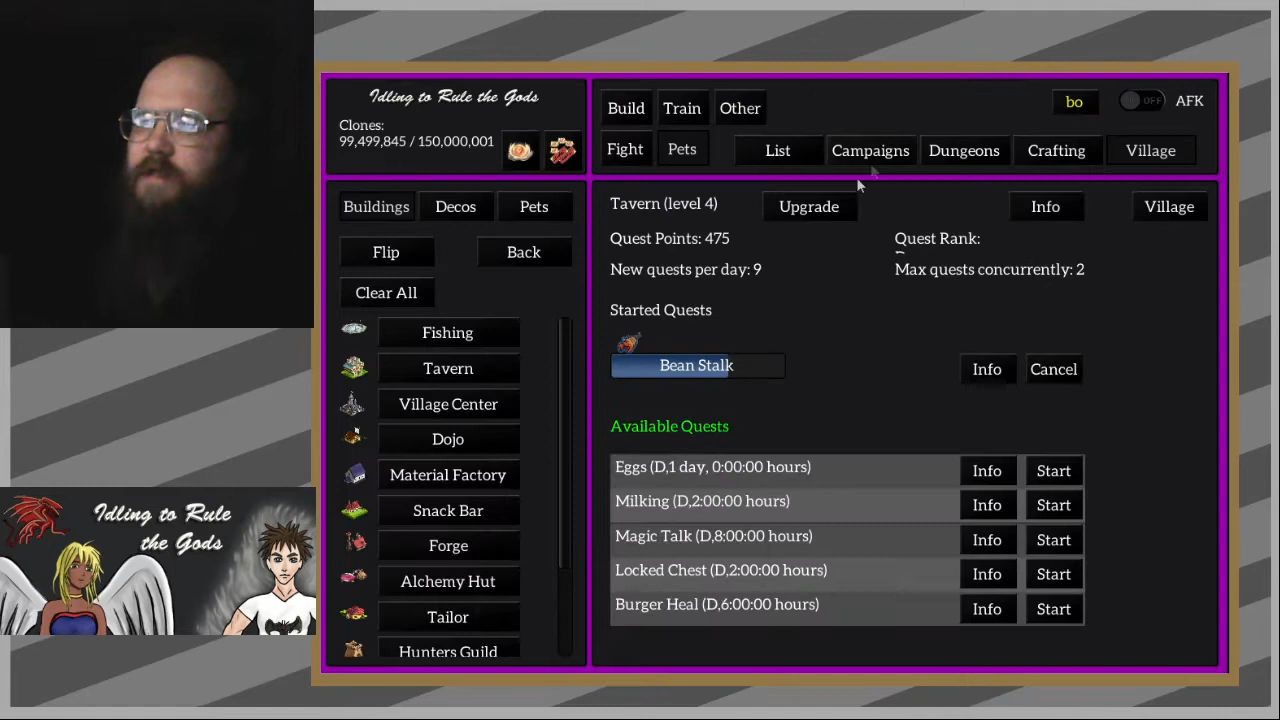 Idling to Rule the Gods
Clones:
99,499,845 / 150,000,001
Build
Train
Other
bo
OFF
AFK
Fight
Pets
List
Campaigns
Dungeons
Crafting
Village
Buildings
Decos
Pets
Flip
Back
Clear All
Fishing
Tavern
Village Center
Dojo
Material Factory
Snack Bar
Forge
Alchemy Hut
Tailor
Hunters Guild
Tavern (level 4)
Upgrade
Info
Village
Quest Points: 475
Quest Rank:
New quests per day: 9
Max quests concurrently: 2
Started Quests
Bean Stalk
Info
Cancel
Available Quests
Eggs (D,1 day, 0:00:00 hours)
Info
Start
Milking (D,2:00:00 hours)
Info
Start
Magic Talk (D,8:00:00 hours)
Info
Start
Locked Chest (D,2:00:00 hours)
Info
Start
Burger Heal (D,6:00:00 hours)
Info
Start
Idling to Rule
the Gods